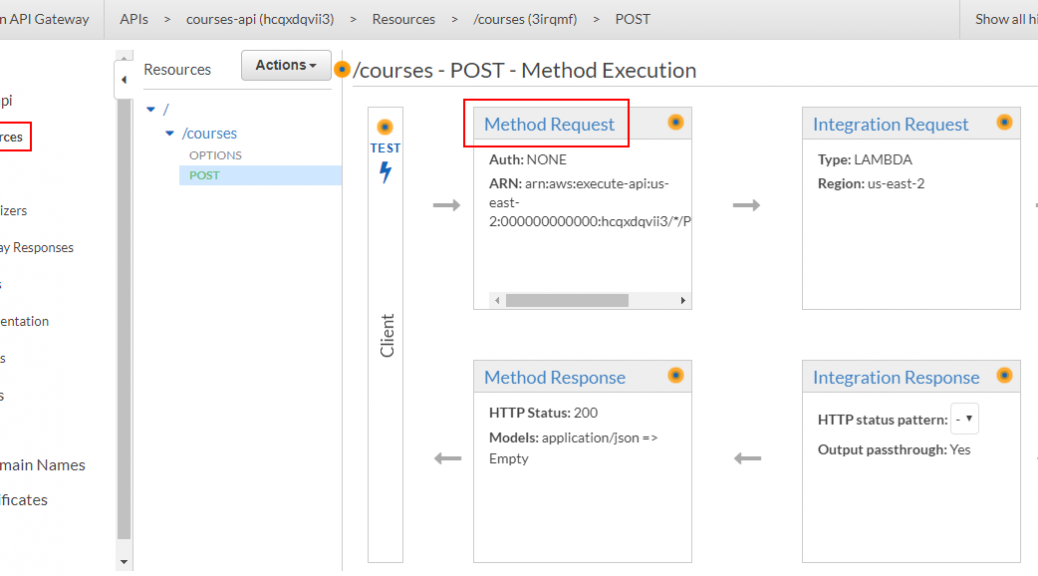 n API Gateway APIs > courses-api (hcqxdqvii3) > Resources > /courses (3irqmf) > POST Show all hi
pi
rces
izers
ay Responses
s
entation
s
s
main Names
ificates
Resources
Actions
/
/courses
OPTIONS
POST
/courses - POST - Method Execution
TEST
Client
Method Request
Auth: NONE
ARN: arn:aws:execute-api:us-
east-
2:000000000000:hcqxdqvii3/*/P
Integration Request
Type: LAMBDA
Region: us-east-2
Method Response
HTTP Status: 200
Models: application/json =>
Empty
Integration Response
HTTP status pattern: -
Output passthrough: Yes